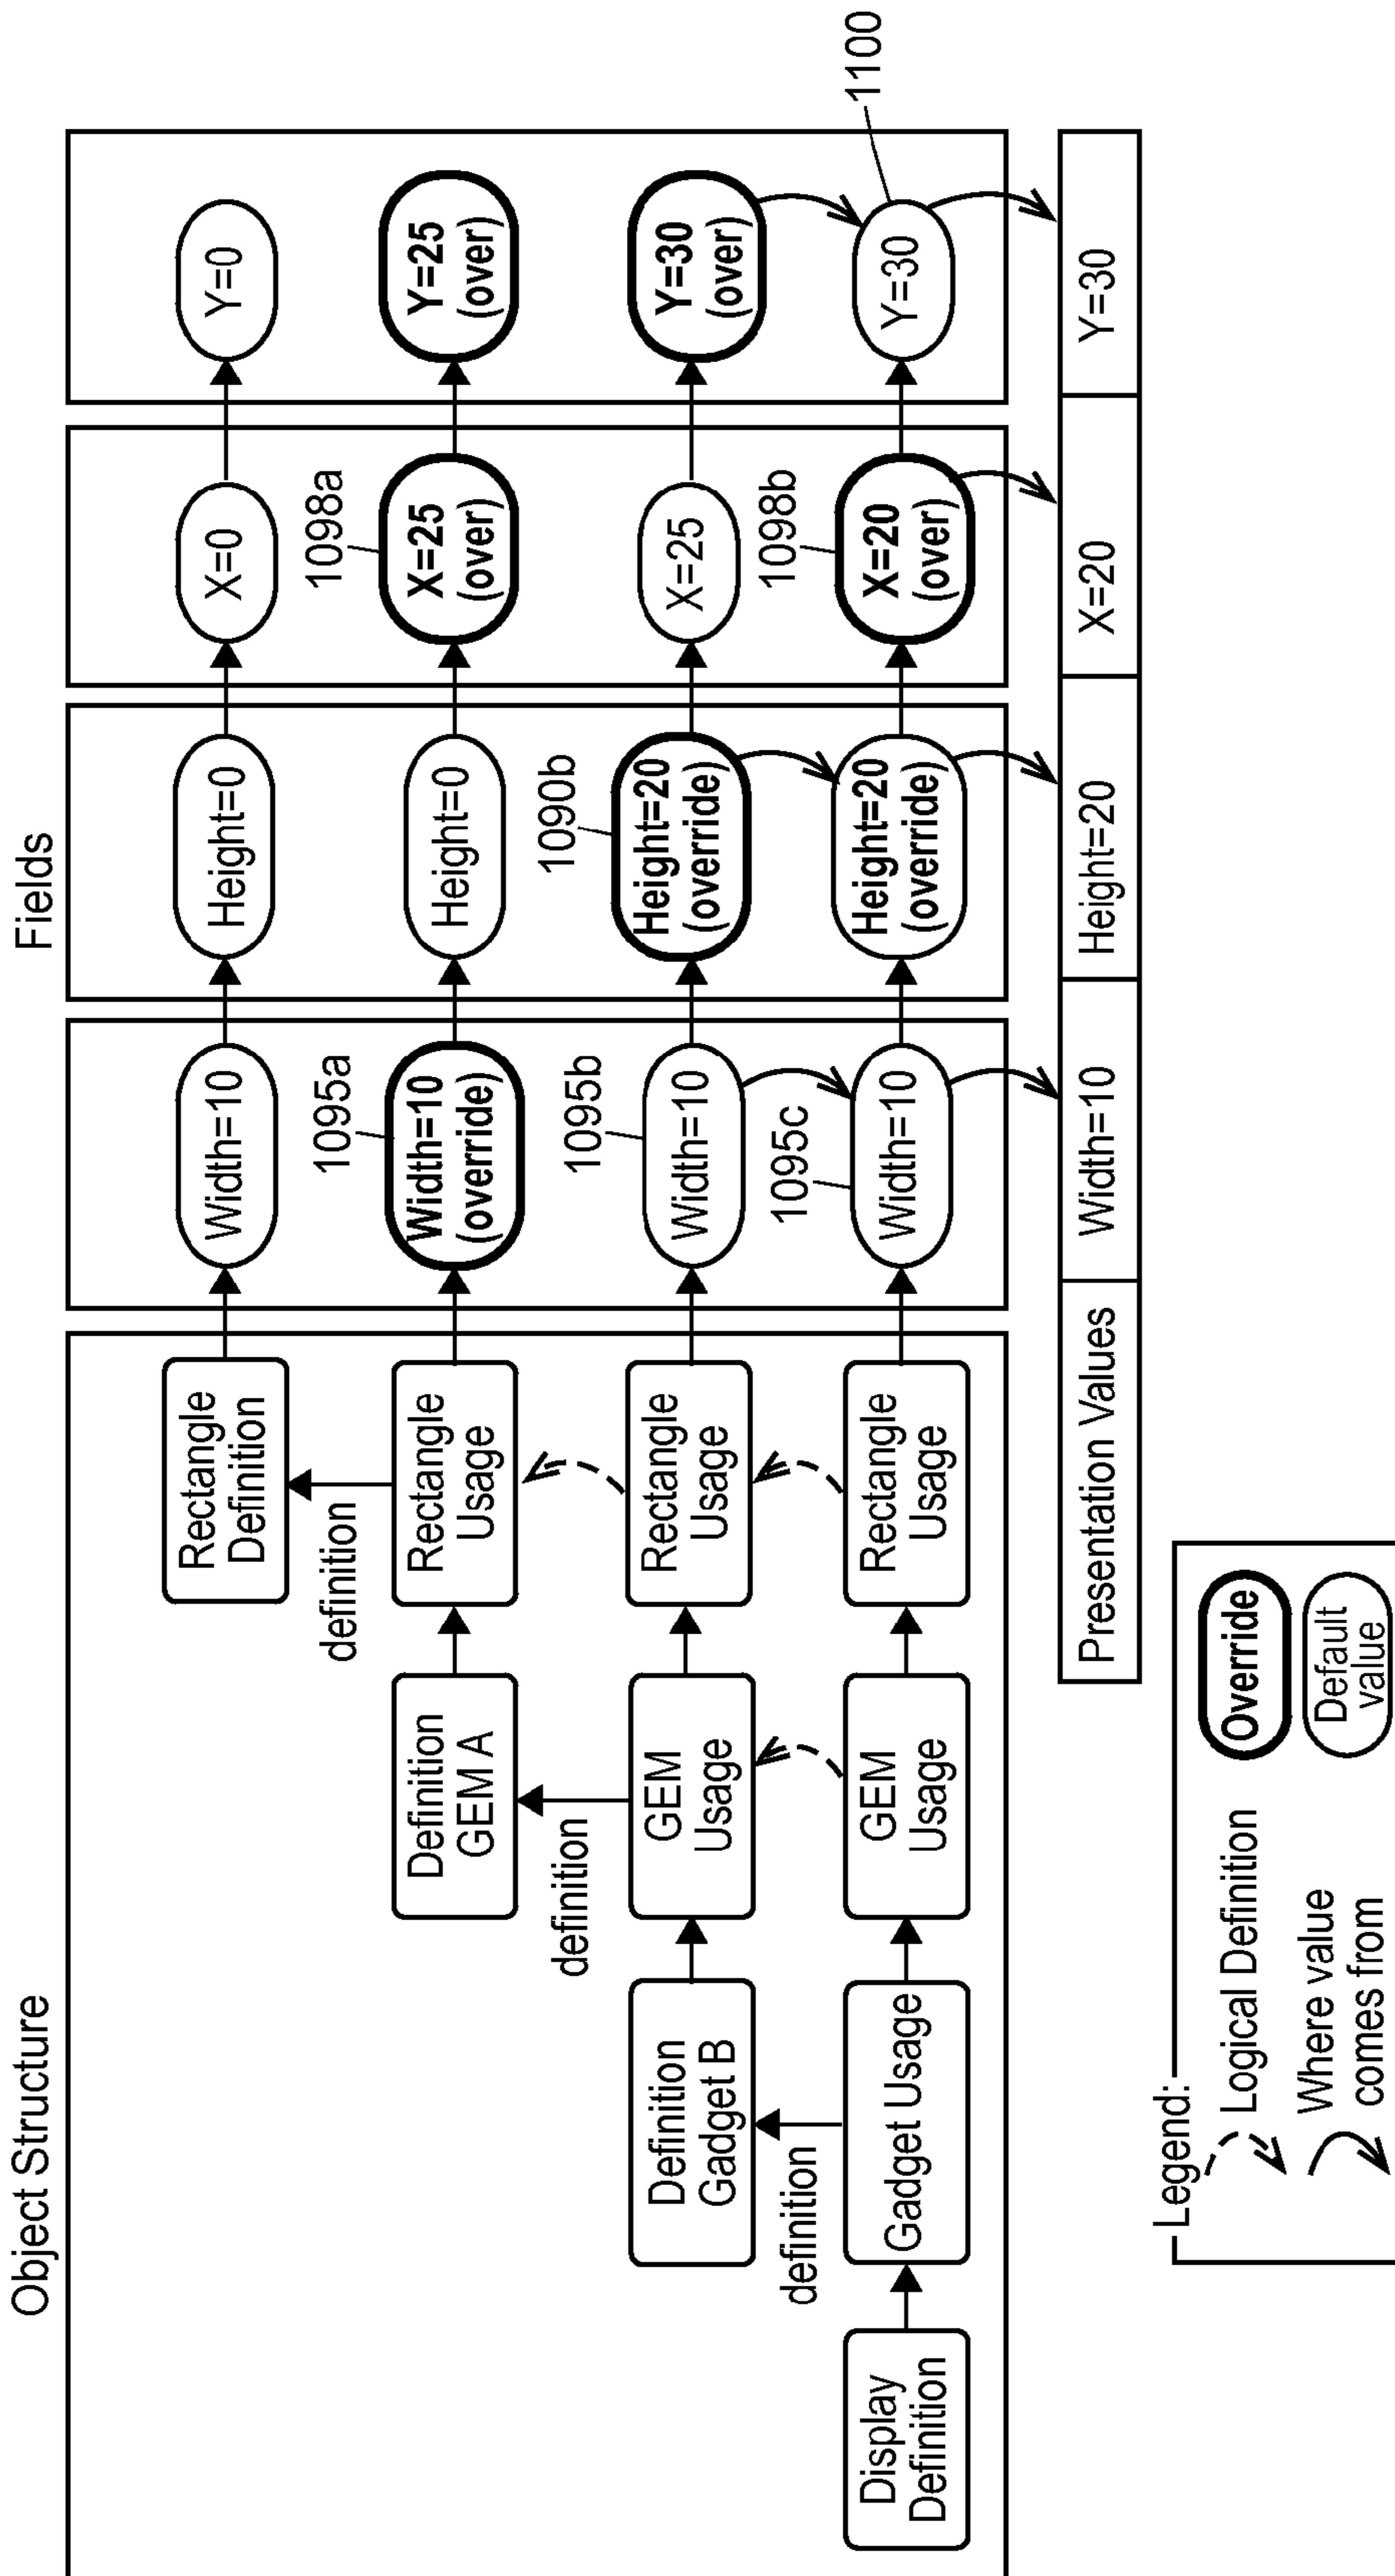 Object Structure
Fields
Rectangle
Definition
Width=10
Height=0
X=0
Y=0
definition
1095a
1098a
Definition
GEM A
Rectangle
Usage
Width=10
(override)
Height=0
X=25
(over)
Y=25
(over)
definition
1095b
1090b
Definition
Gadget B
GEM
Usage
Rectangle
Usage
Width=10
Height=20
(override)
X=25
Y=30
(over)
definition
1095c
1098b
Display
Definition
Gadget Usage
GEM
Usage
Rectangle
Usage
Width=10
Height=20
(override)
X=20
(over)
Y=30
1100
Presentation Values
Width=10
Height=20
X=20
Y=30
Legend:
Logical Definition
Override
Where value
comes from
Default
value